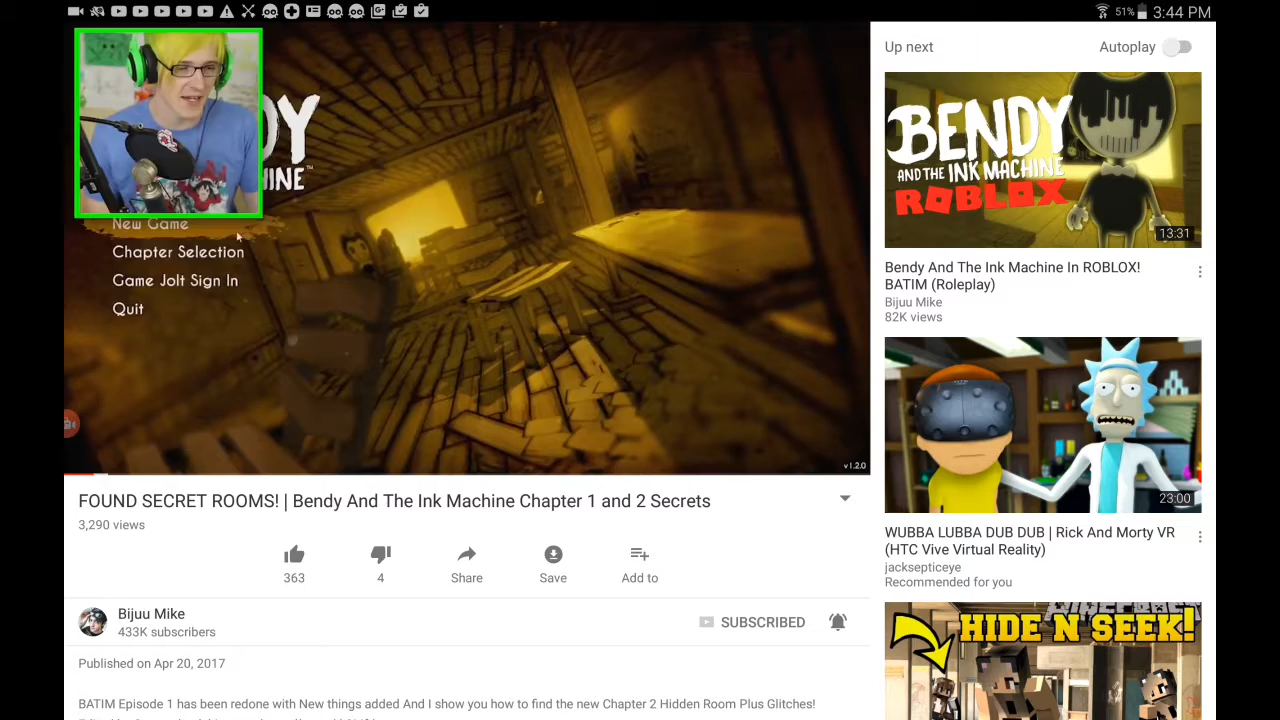 51% 3:44 PM
DY
INE™
New Game
Chapter Selection
Game Jolt Sign In
Quit
v1.2.0
FOUND SECRET ROOMS! | Bendy And The Ink Machine Chapter 1 and 2 Secrets
3,290 views
363
4
Share
Save
Add to
Bijuu Mike
433K subscribers
SUBSCRIBED
Published on Apr 20, 2017
BATIM Episode 1 has been redone with New things added And I show you how to find the new Chapter 2 Hidden Room Plus Glitches!
Up next
Autoplay
BENDY
AND THE INK MACHINE
ROBLOX
13:31
Bendy And The Ink Machine In ROBLOX!
BATIM (Roleplay)
Bijuu Mike
82K views
23:00
WUBBA LUBBA DUB DUB | Rick And Morty VR
(HTC Vive Virtual Reality)
jacksepticeye
Recommended for you
HIDE N SEEK!